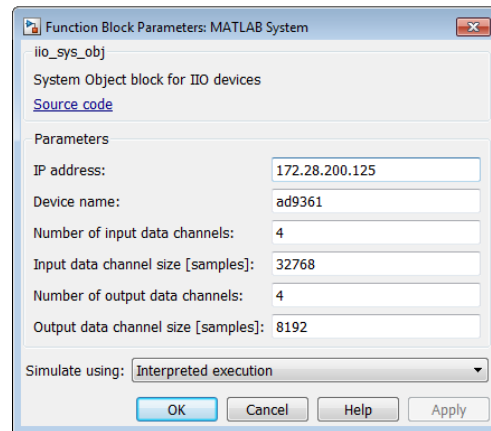 Function Block Parameters: MATLAB System
iio_sys_obj
System Object block for IIO devices
Source code
Parameters
IP address: 172.28.200.125
Device name: ad9361
Number of input data channels: 4
Input data channel size [samples]: 32768
Number of output data channels: 4
Output data channel size [samples]: 8192
Simulate using: Interpreted execution
OK Cancel Help Apply